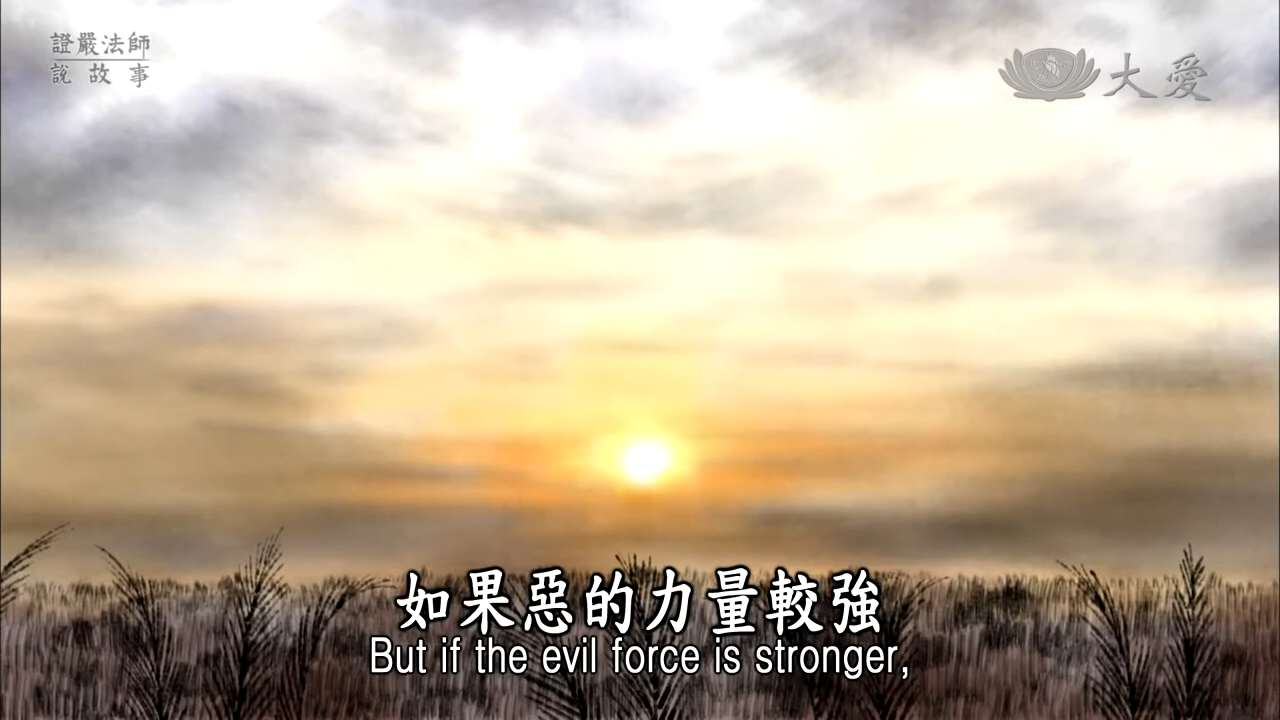 證嚴法師
說故事
大愛
如果惡的力量較強
But if the evil force is stronger,